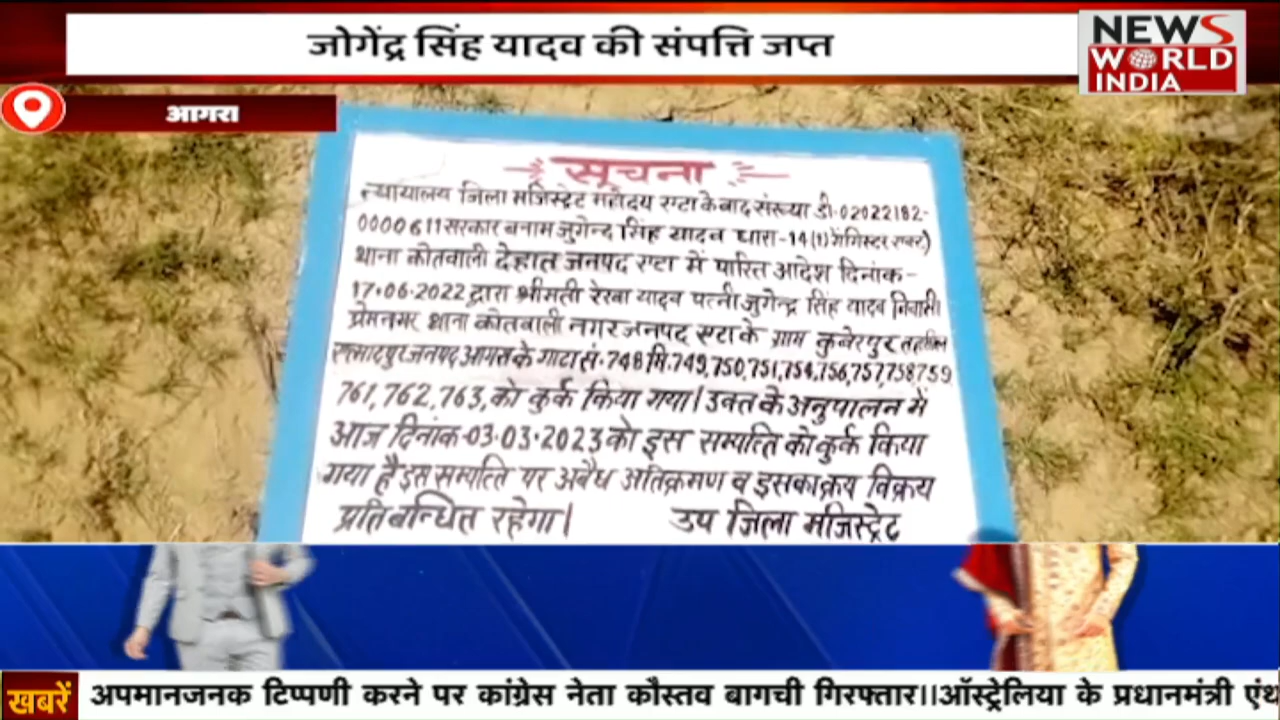 जोगेंद्र सिंह यादव की संपत्ति जप्त
NEWS
WORLD
INDIA
आगरा
सूचना
न्यायालय जिला मजिस्ट्रेट महोदय एटा के वाद संख्या डी-02022182-
0000611 सरकार बनाम जुगेन्द्र सिंह यादव धारा-14(1) गैंगिस्टर एक्ट)
थाना कोतवाली देहात जनपद एटा में पारित आदेश दिनांक-
17.06.2022 द्वारा श्रीमती रेखा यादव पत्नी जुगेन्द्र सिंह यादव निवासी
प्रेमनगर थाना कोतवाली नगर जनपद एटा के ग्राम कुबेरपुर तहसील
एत्मादपुर जनपद आगरा के गाटा सं.748 मि.749,750,751,754,756,757,758,759
761,762,763,को कुर्क किया गया। उक्त के अनुपालन में
आज दिनांक-03.03.2023 को इस सम्पत्ति को कुर्क किया
गया है इस सम्पत्ति पर अवैध अतिक्रमण व इसका क्रय विक्रय
प्रतिबन्धित रहेगा। उप जिला मजिस्ट्रेट
खबरें अपमानजनक टिप्पणी करने पर कांग्रेस नेता कौस्तव बागची गिरफ्तार।।ऑस्ट्रेलिया के प्रधानमंत्री एंथ